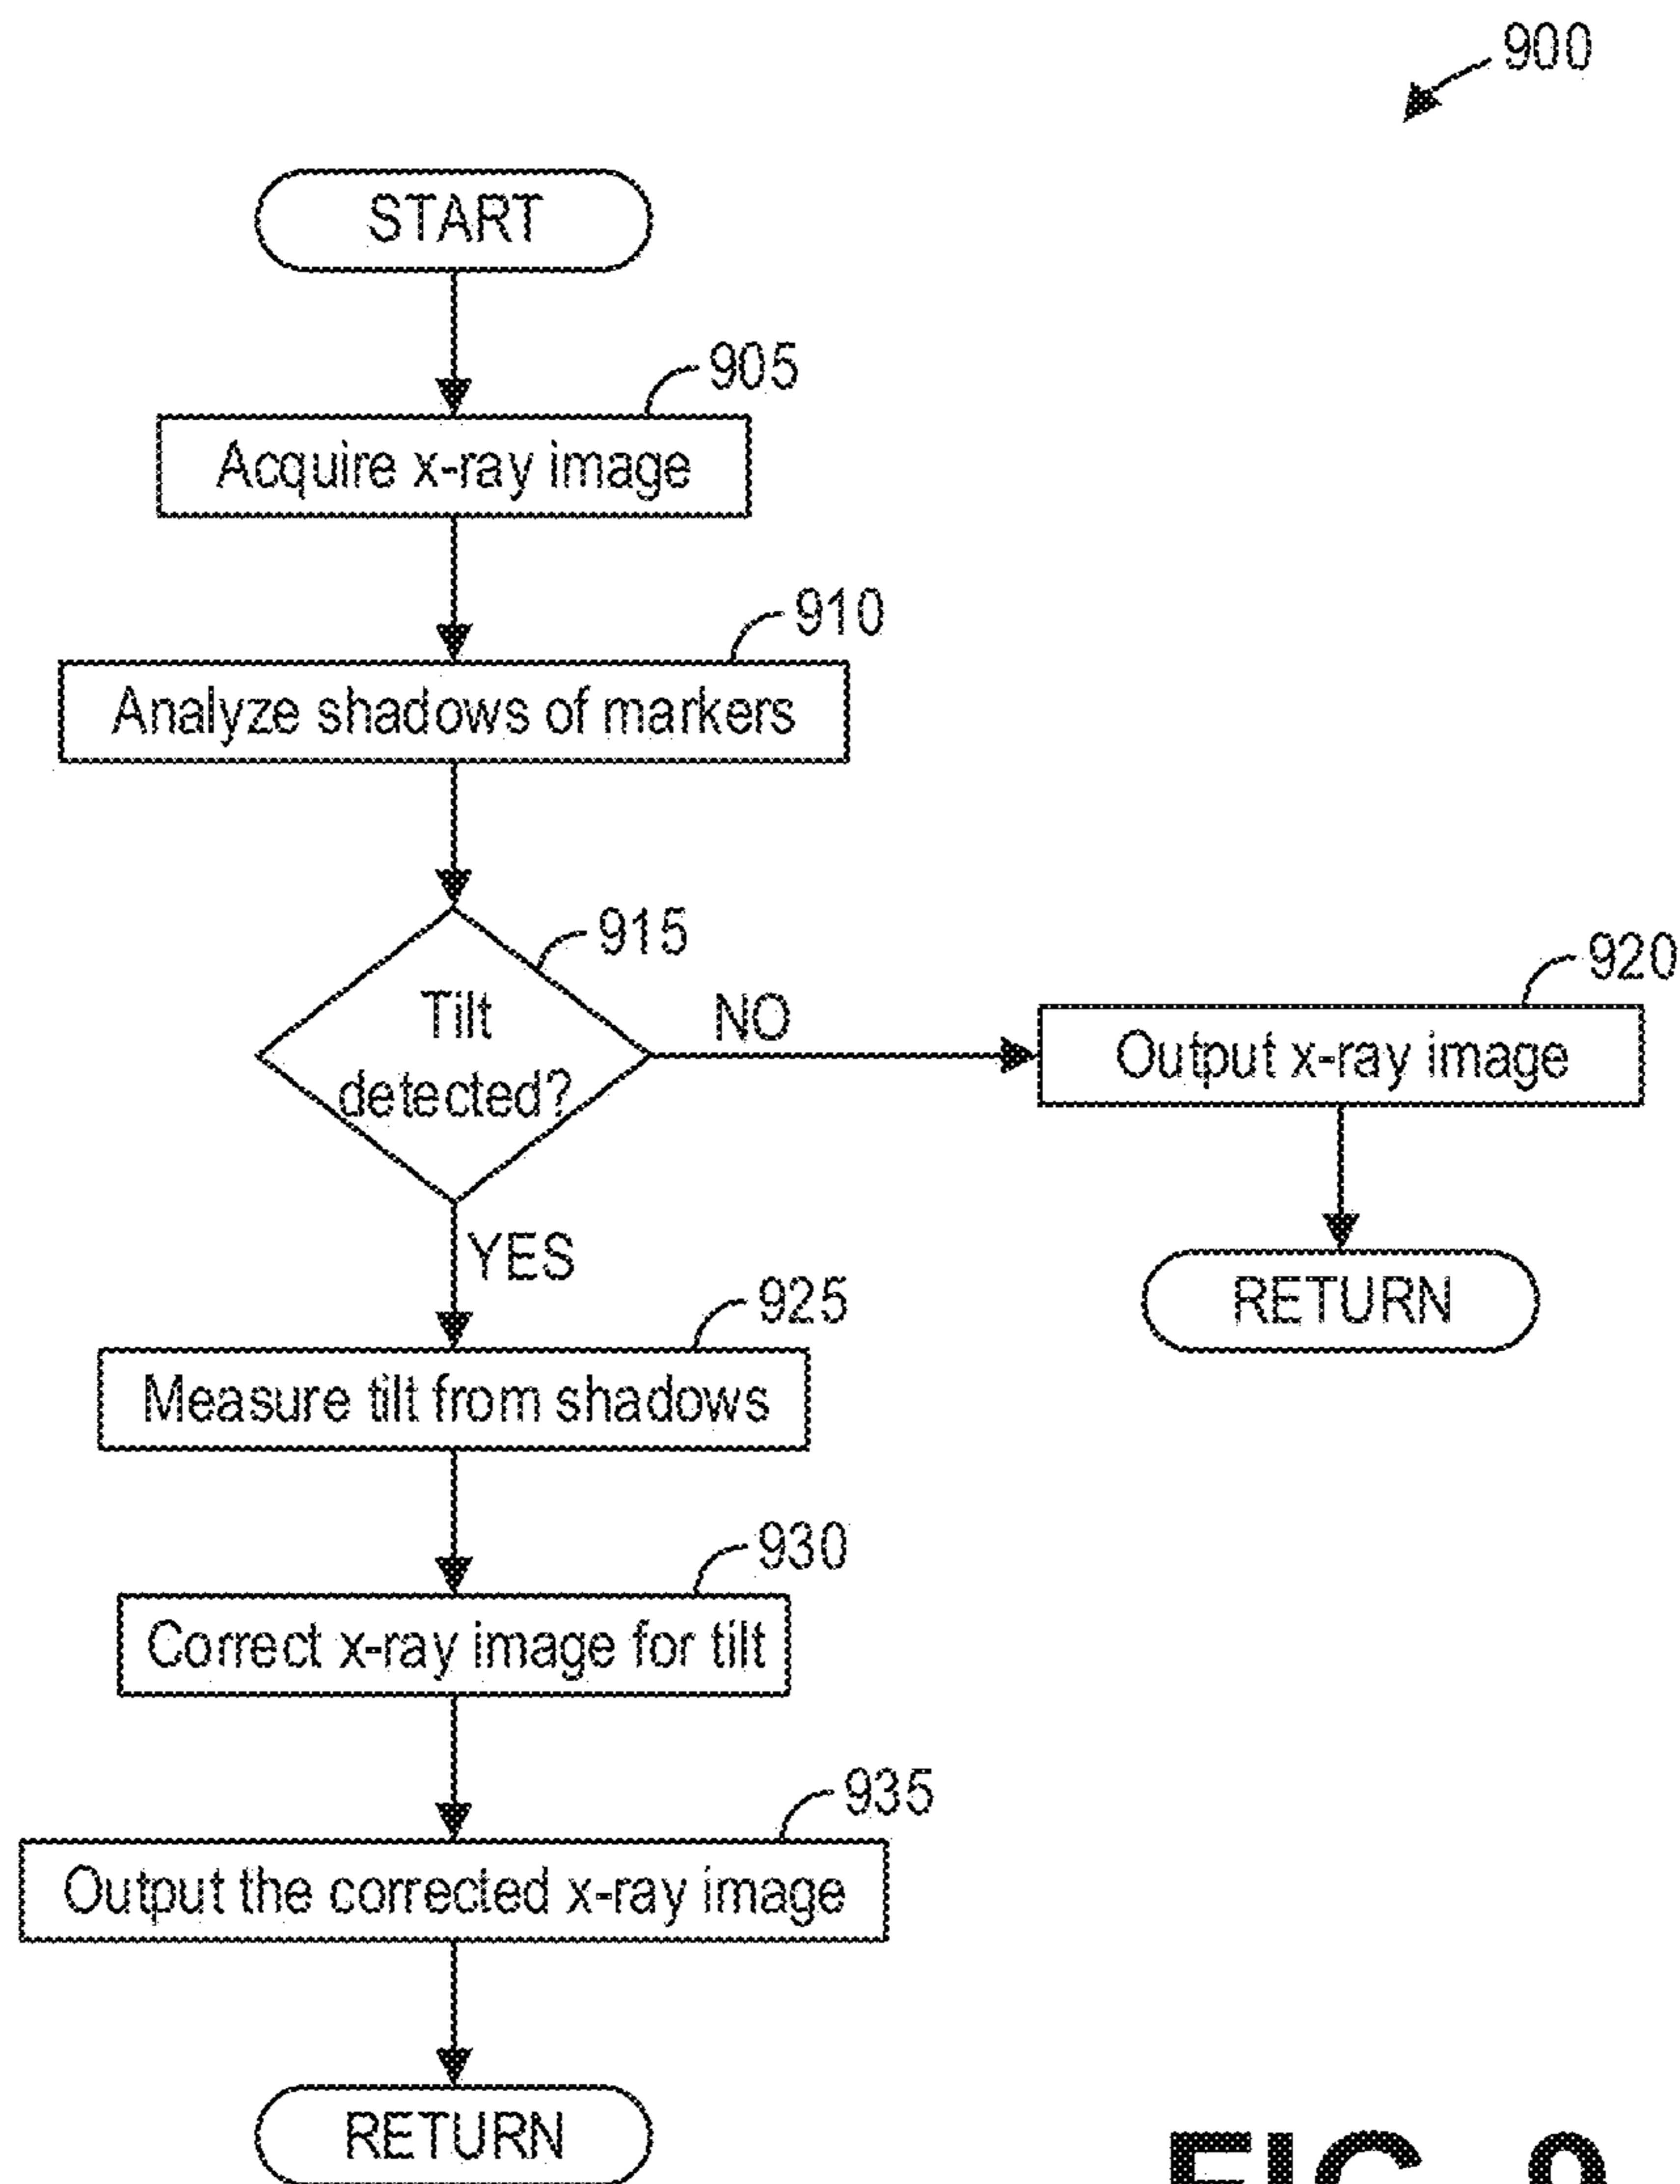 900
START
905
Acquire x-ray image
910
Analyze shadows of markers
915
Tilt
detected?
NO
920
Output x-ray image
RETURN
YES
925
Measure tilt from shadows
930
Correct x-ray image for tilt
935
Output the corrected x-ray image
RETURN
FIG. 9